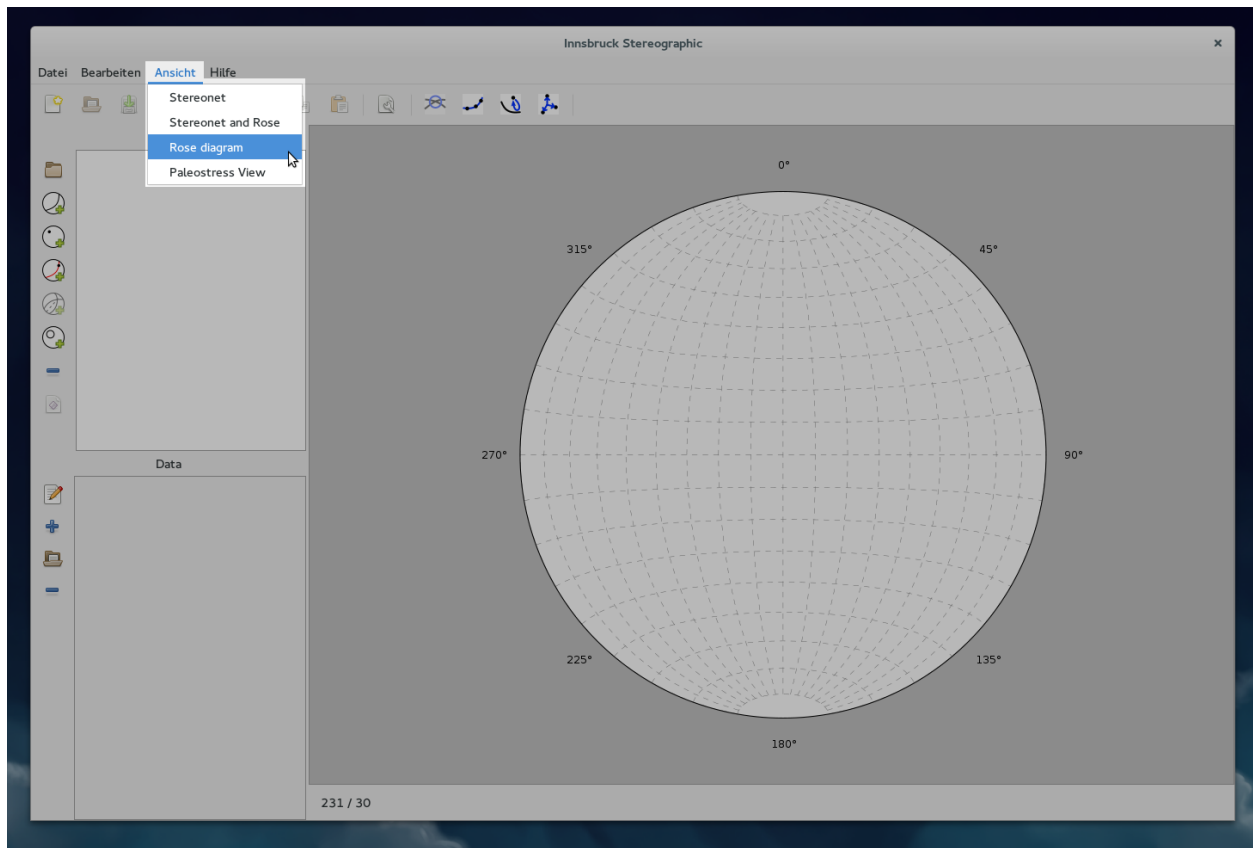 Innsbruck Stereographic
Datei Bearbeiten Ansicht Hilfe
Stereonet
Stereonet and Rose
Rose diagram
Paleostress View
0°
315° 45°
270° 90°
Data
225° 135°
180°
231 / 30